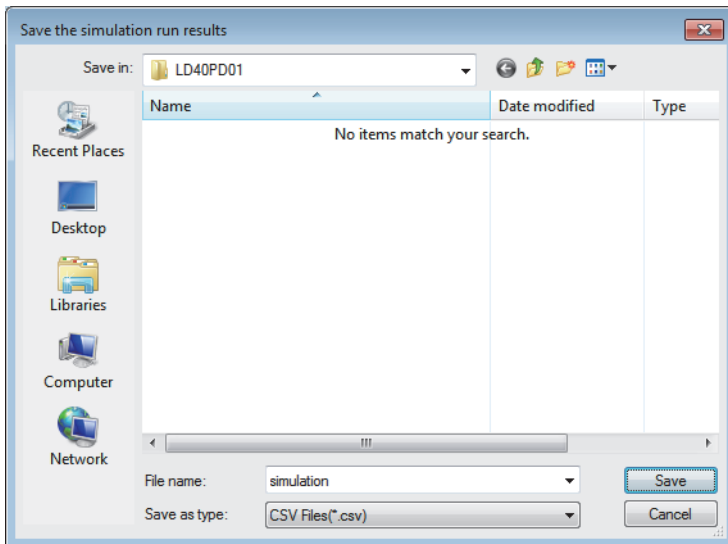 Save the simulation run results
Save in: LD40PD01
Name Date modified Type
No items match your search.
Recent Places
Desktop
Libraries
Computer
Network
File name: simulation Save
Save as type: CSV Files(*.csv) Cancel